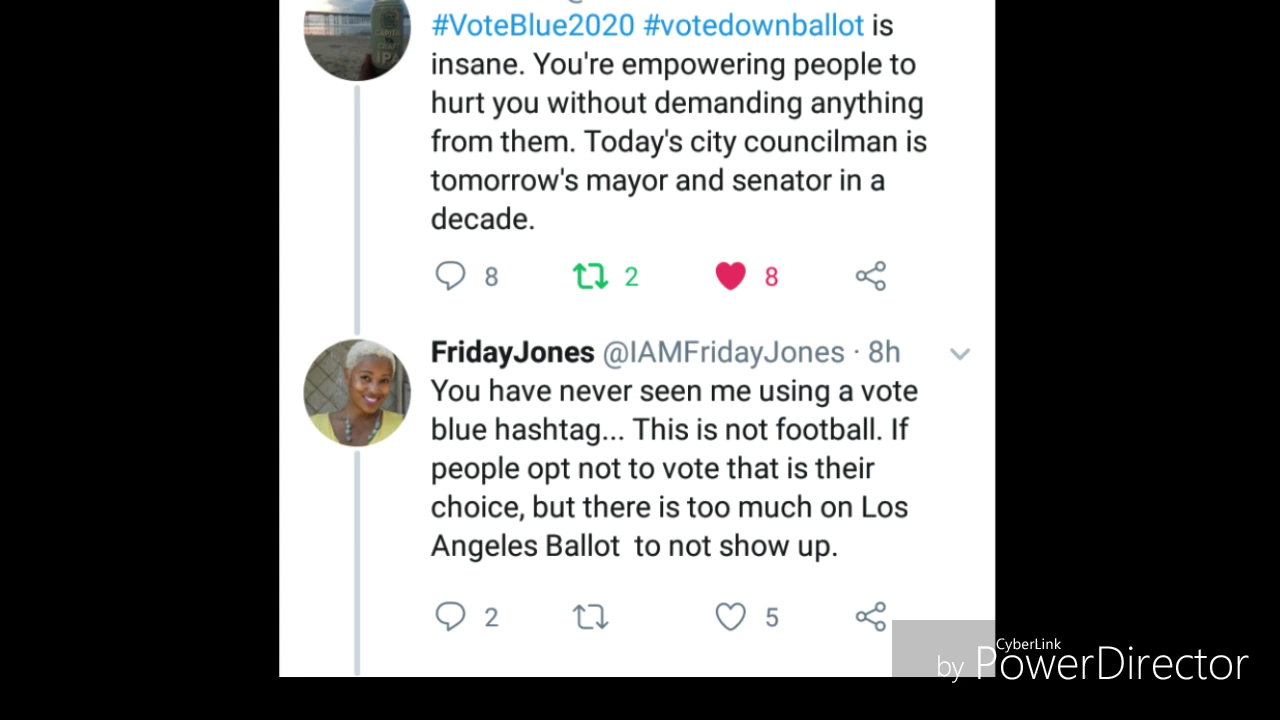 #VoteBlue2020 #votedownballot is
insane. You're empowering people to
hurt you without demanding anything
from them. Today's city councilman is
tomorrow's mayor and senator in a
decade.
8 2 8
FridayJones @IAMFridayJones · 8h
You have never seen me using a vote
blue hashtag... This is not football. If
people opt not to vote that is their
choice, but there is too much on Los
Angeles Ballot to not show up.
2 5
CyberLink
by PowerDirector